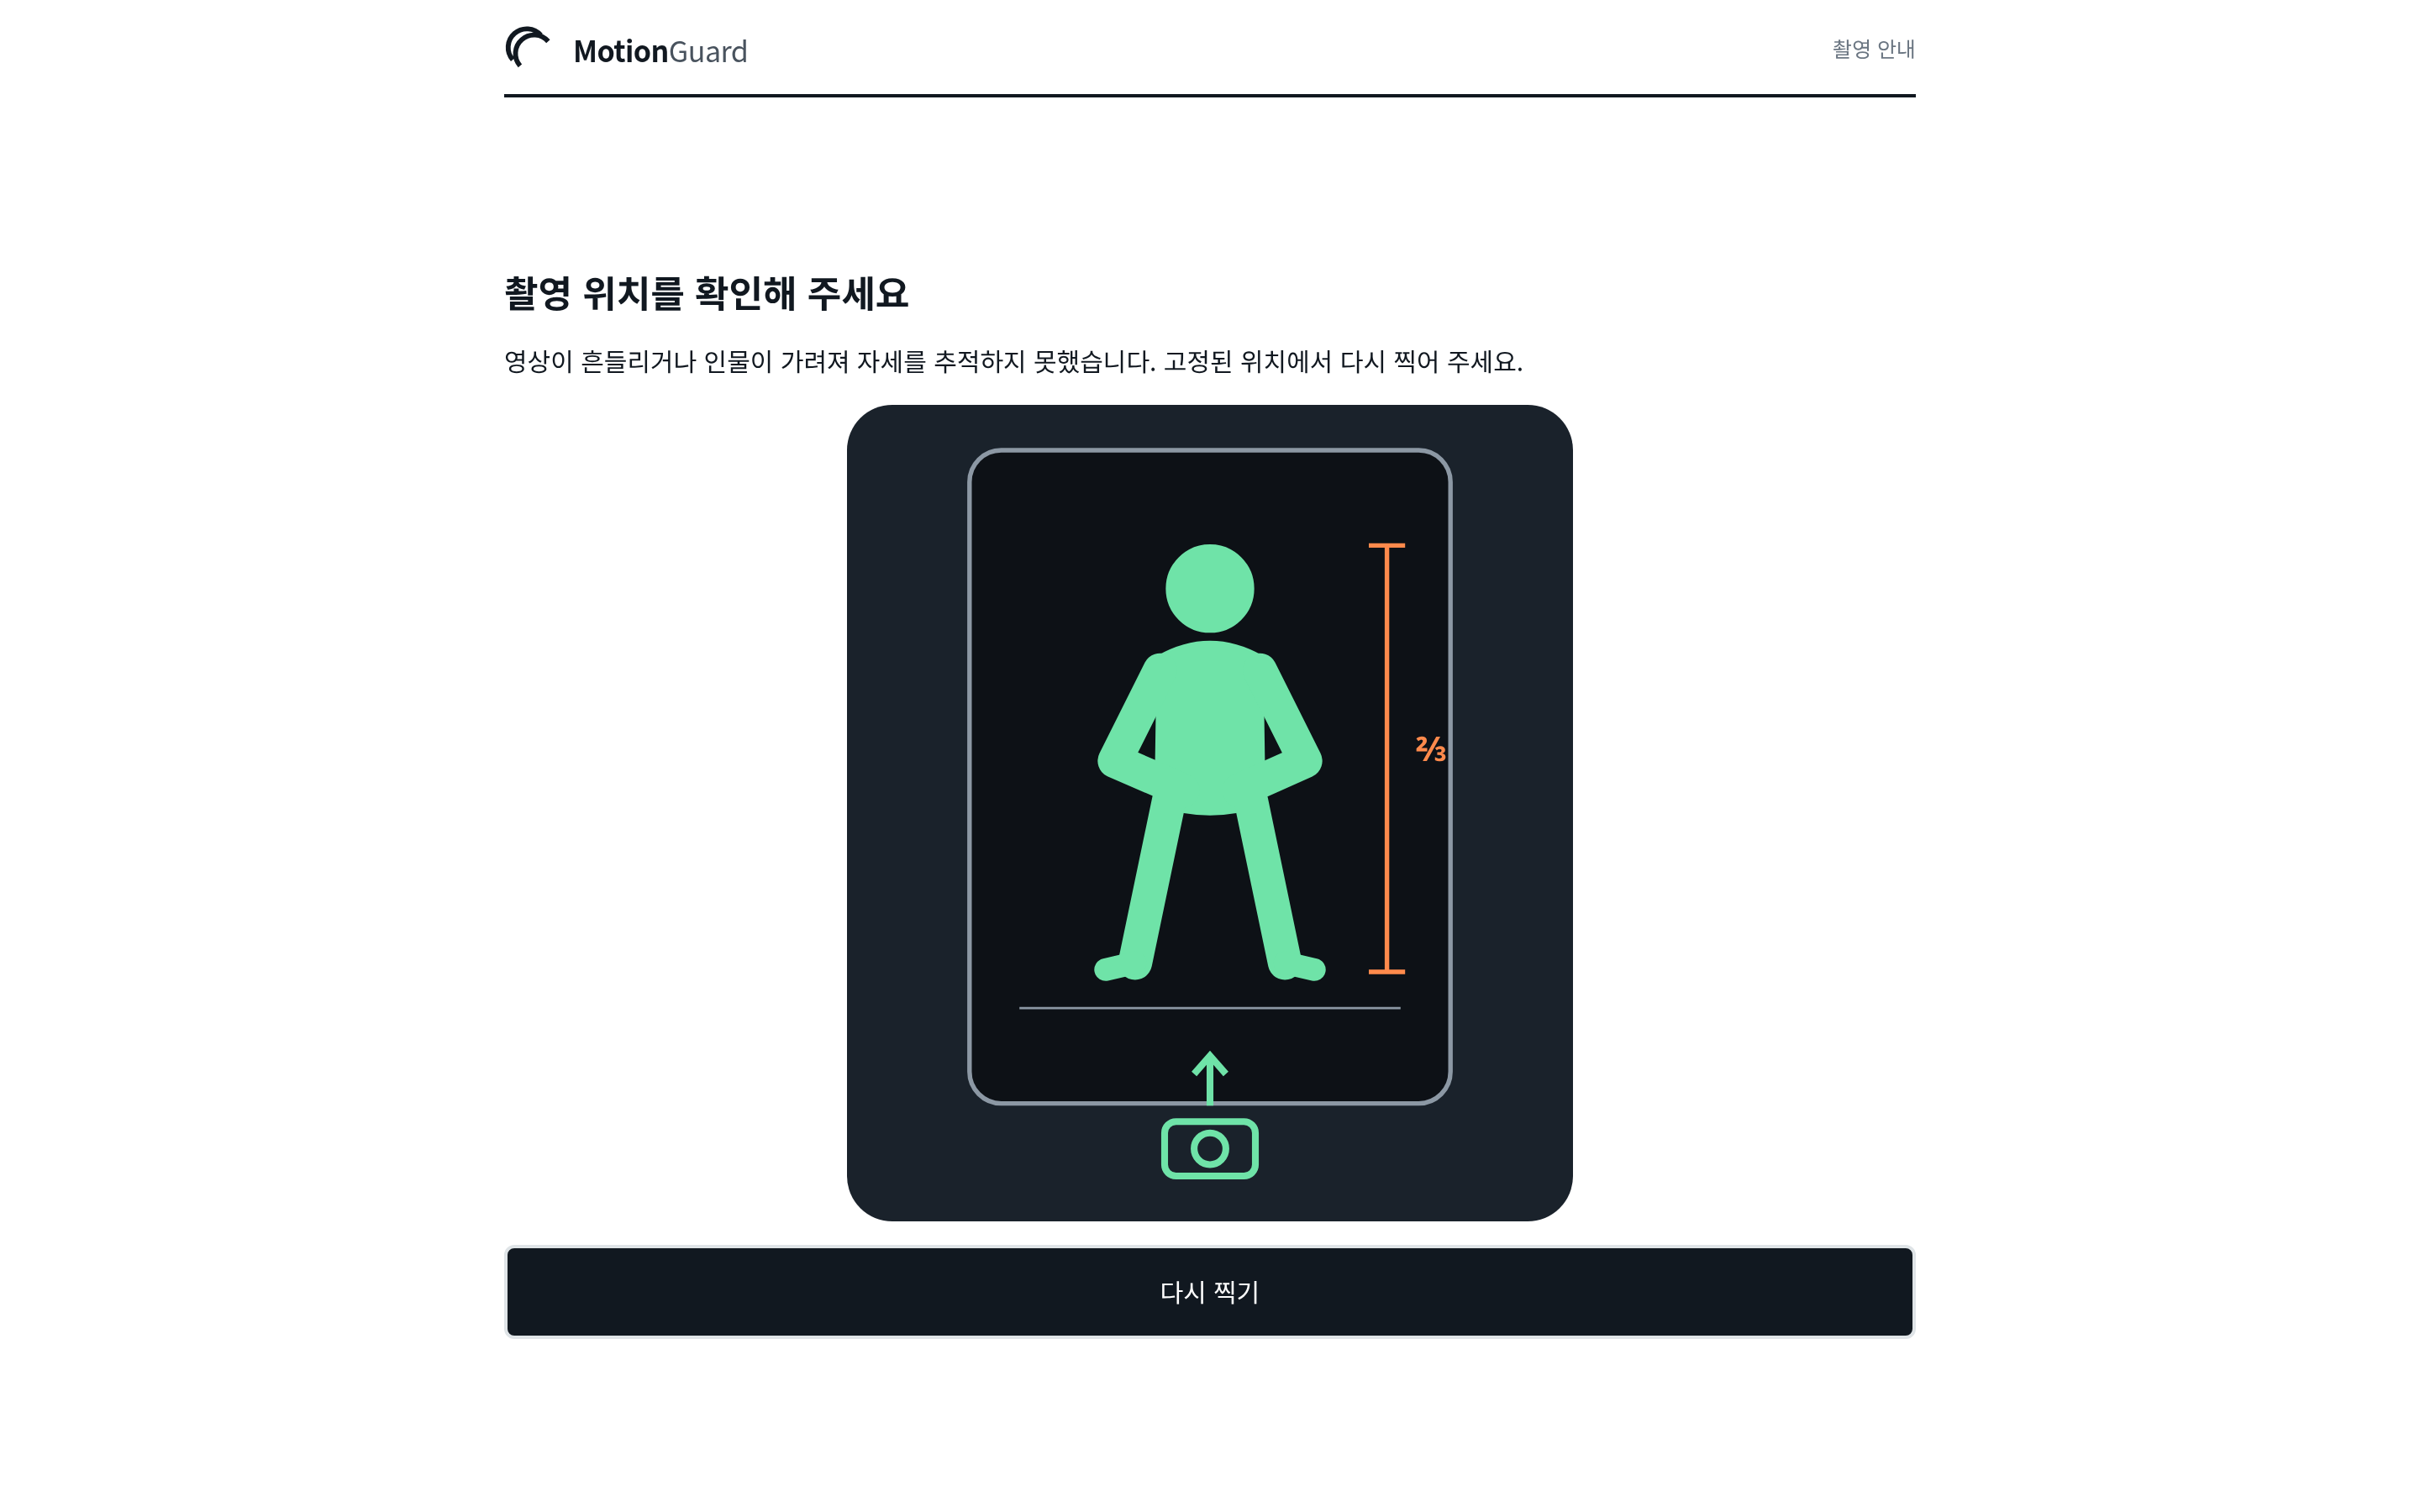 MotionGuard
촬영 안내
촬영 위치를 확인해 주세요
영상이 흔들리거나 인물이 가려져 자세를 추적하지 못했습니다. 고정된 위치에서 다시 찍어 주세요.
⅔
다시 찍기